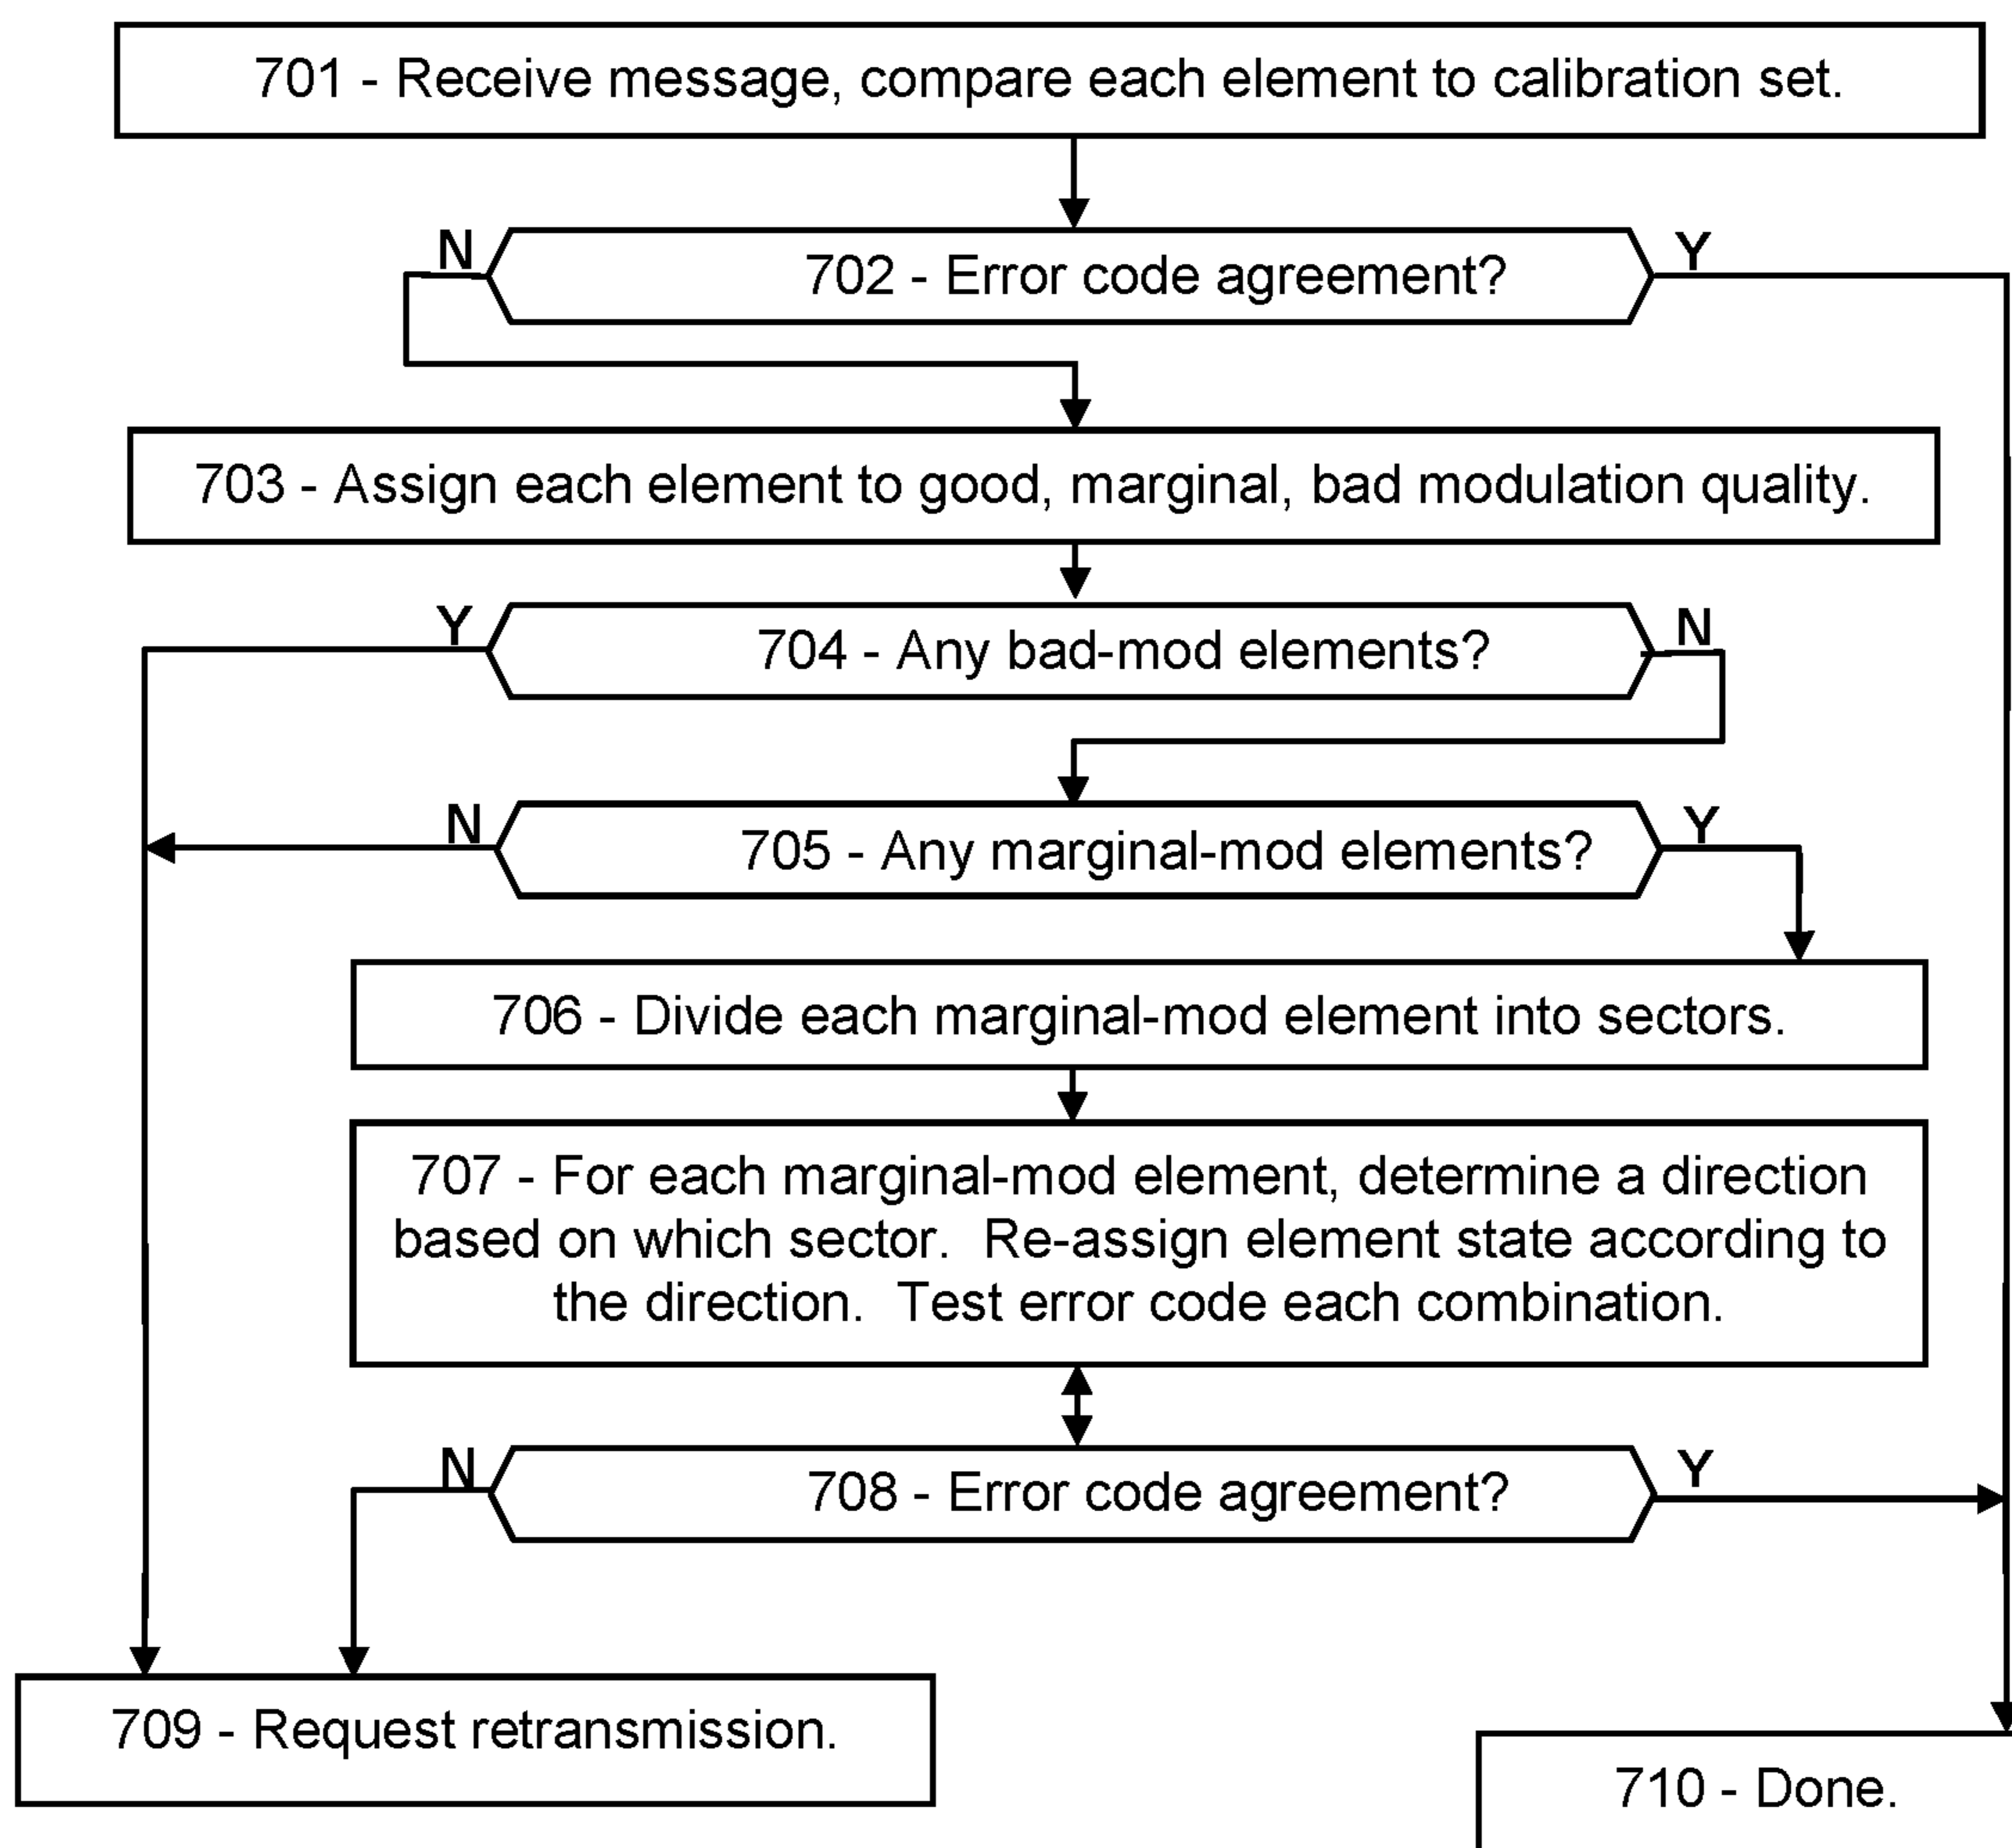 701 - Receive message, compare each element to calibration set.
N
Y
702 - Error code agreement?
703 - Assign each element to good, marginal, bad modulation quality.
Y
N
704 - Any bad-mod elements?
N
Y
705 - Any marginal-mod elements?
706 - Divide each marginal-mod element into sectors.
707 - For each marginal-mod element, determine a direction
based on which sector.  Re-assign element state according to
the direction.  Test error code each combination.
N
Y
708 - Error code agreement?
709 - Request retransmission.
710 - Done.